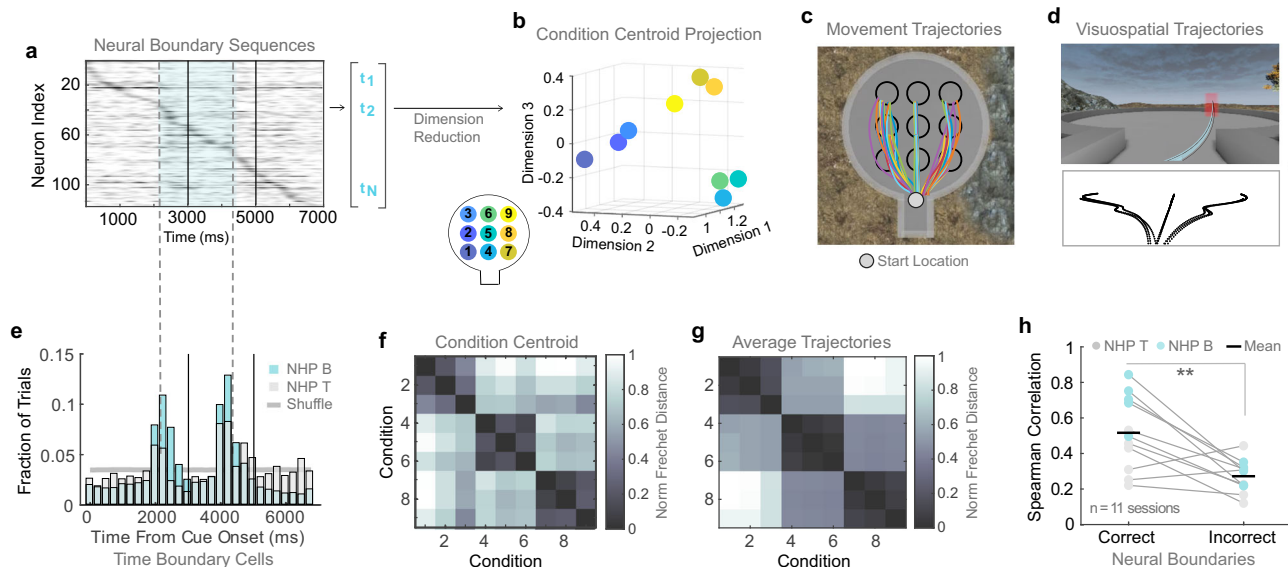 a
Neural Boundary Sequences
Neuron Index
20
60
100
1000
3000
5000
7000
Time (ms)
t1
t2
tN
Dimension
Reduction
3 6 9
2 5 8
1 4 7
b
Condition Centroid Projection
Dimension 3
0.4
0.2
0
-0.2
-0.4
0.4 0.2 0 -0.2
Dimension 2
1 1.2
Dimension 1
c
Movement Trajectories
Start Location
d
Visuospatial Trajectories
e
Fraction of Trials
0.15
0.1
0.05
0
NHP B
NHP T
Shuffle
0 2000 4000 6000
Time From Cue Onset (ms)
Time Boundary Cells
f
Condition Centroid
Condition
2
4
6
8
2 4 6 8
Condition
1
0.8
0.6
0.4
0.2
0
Norm Frechet Distance
g
Average Trajectories
2
4
6
8
2 4 6 8
Condition
1
0.8
0.6
0.4
0.2
0
Norm Frechet Distance
h
NHP T NHP B Mean
**
Spearman Correlation
1
0.8
0.6
0.4
0.2
0
n = 11 sessions
Correct Incorrect
Neural Boundaries